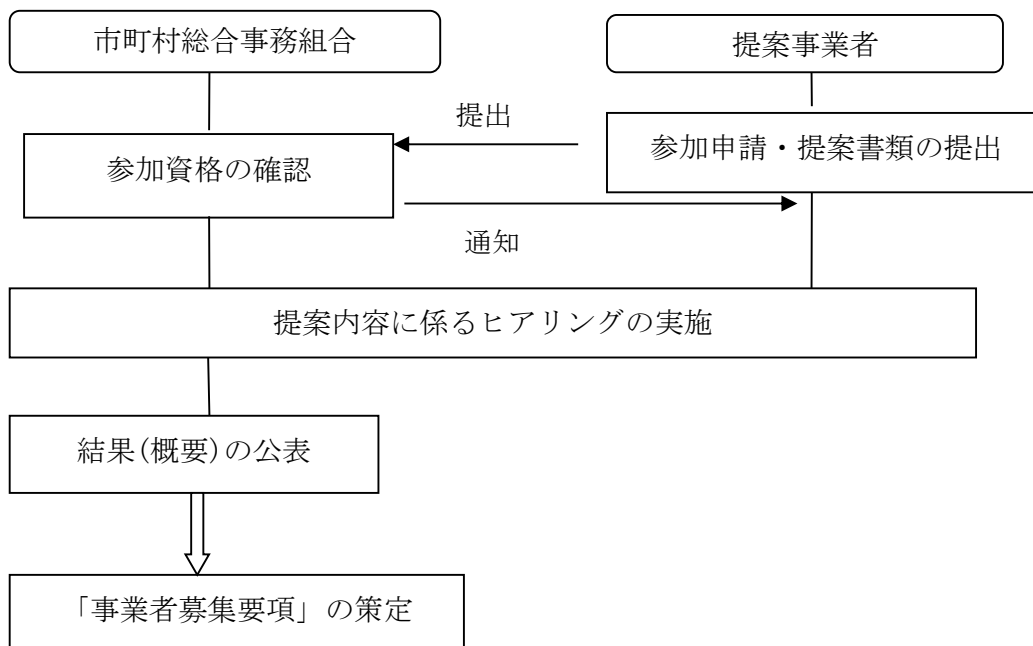 市町村総合事務組合
提案事業者
提出
参加申請・提案書類の提出
参加資格の確認
通知
提案内容に係るヒアリングの実施
結果(概要)の公表
「事業者募集要項」の策定